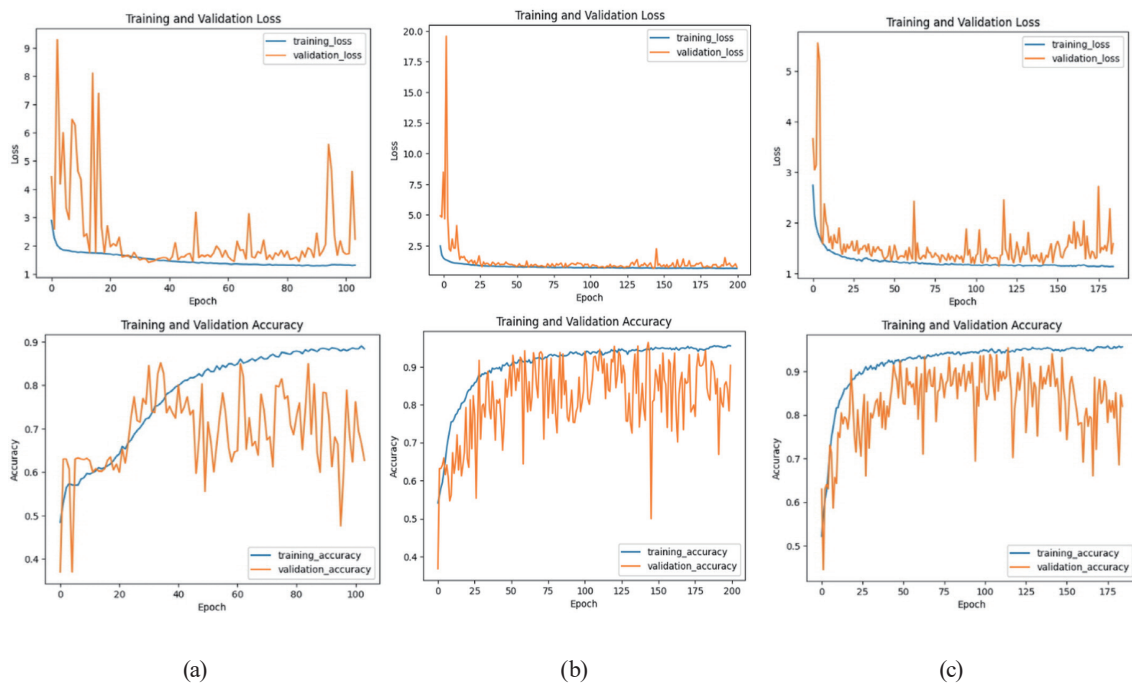 Training and Validation Loss
training_loss
validation_loss
9
8
7
6
5
4
3
2
1
Loss
0
20
40
60
80
100
Epoch
Training and Validation Loss
training_loss
validation_loss
20.0
17.5
15.0
12.5
10.0
7.5
5.0
2.5
Loss
0
25
50
75
100
125
150
175
200
Epoch
Training and Validation Loss
training_loss
validation_loss
5
4
3
2
1
Loss
0
25
50
75
100
125
150
175
Epoch
Training and Validation Accuracy
0.9
0.8
0.7
0.6
0.5
0.4
Accuracy
training_accuracy
validation_accuracy
0
20
40
60
80
100
Epoch
Training and Validation Accuracy
0.9
0.8
0.7
0.6
0.5
0.4
Accuracy
training_accuracy
validation_accuracy
0
25
50
75
100
125
150
175
200
Epoch
Training and Validation Accuracy
0.9
0.8
0.7
0.6
0.5
Accuracy
training_accuracy
validation_accuracy
0
25
50
75
100
125
150
175
Epoch
(a)
(b)
(c)